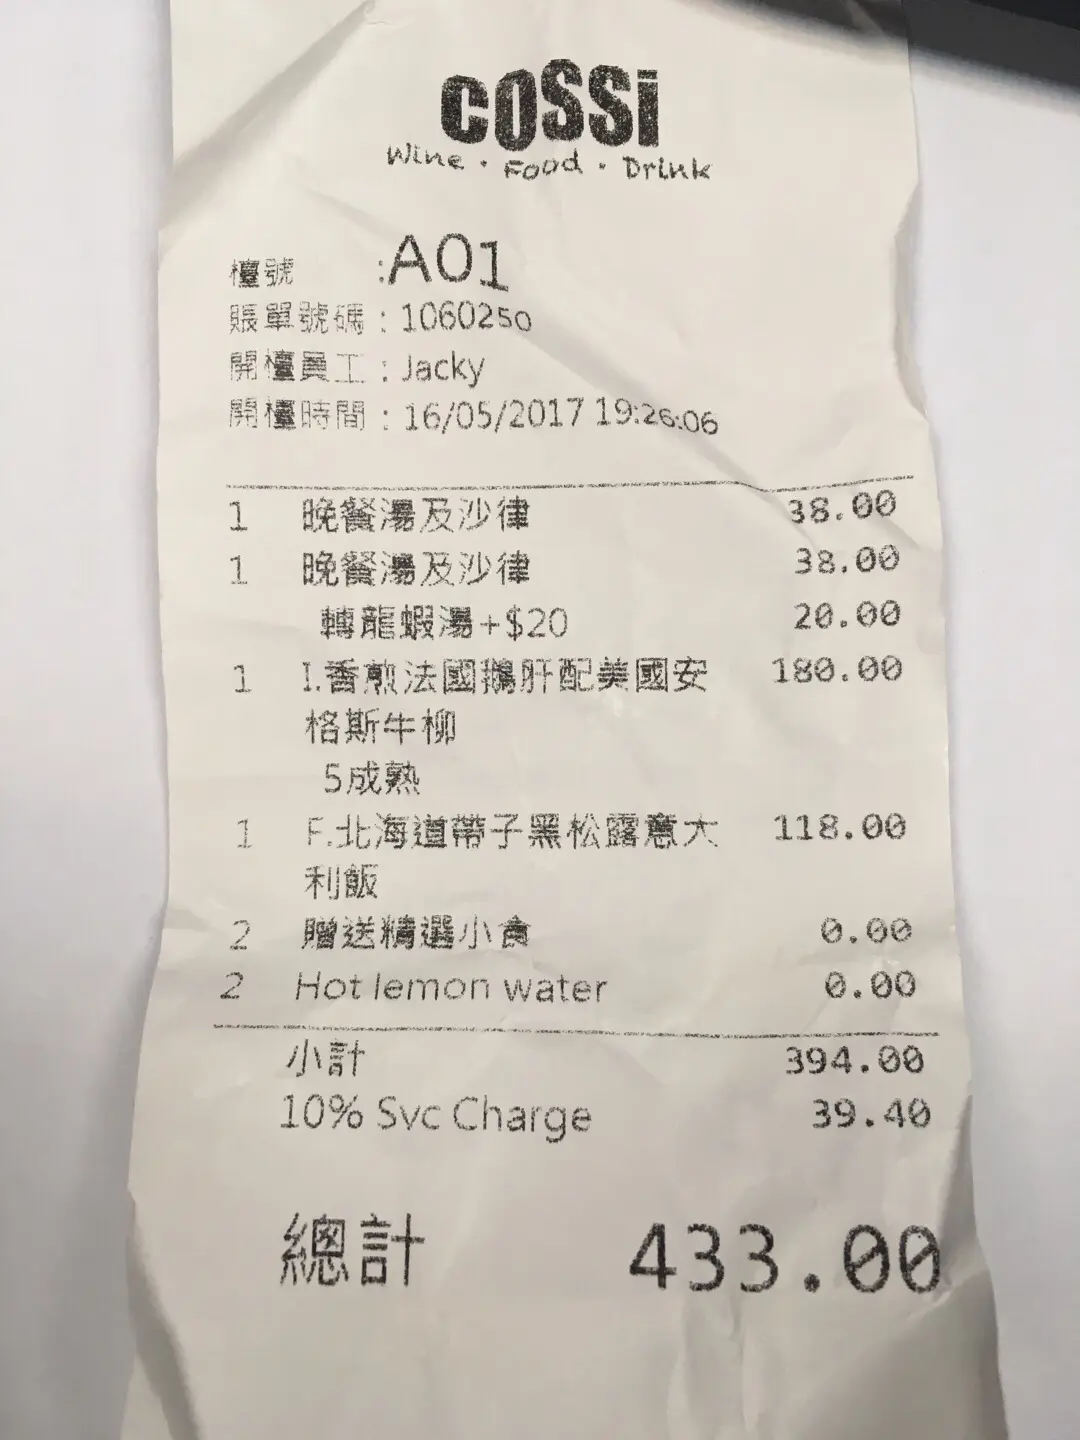 COSSi
Wine · Food · Drink
檯號 :A01
賬單號碼 : 1060250
開檯員工 : Jacky
開檯時間 : 16/05/2017 19:26:06
1 晚餐湯及沙律 38.00
1 晚餐湯及沙律 38.00
轉龍蝦湯+$20 20.00
1 I.香煎法國鵝肝配美國安 180.00
格斯牛柳
5成熟
1 F.北海道帶子黑松露意大 118.00
利飯
2 贈送精選小食 0.00
2 Hot lemon water 0.00
小計 394.00
10% Svc Charge 39.40
總計 433.00